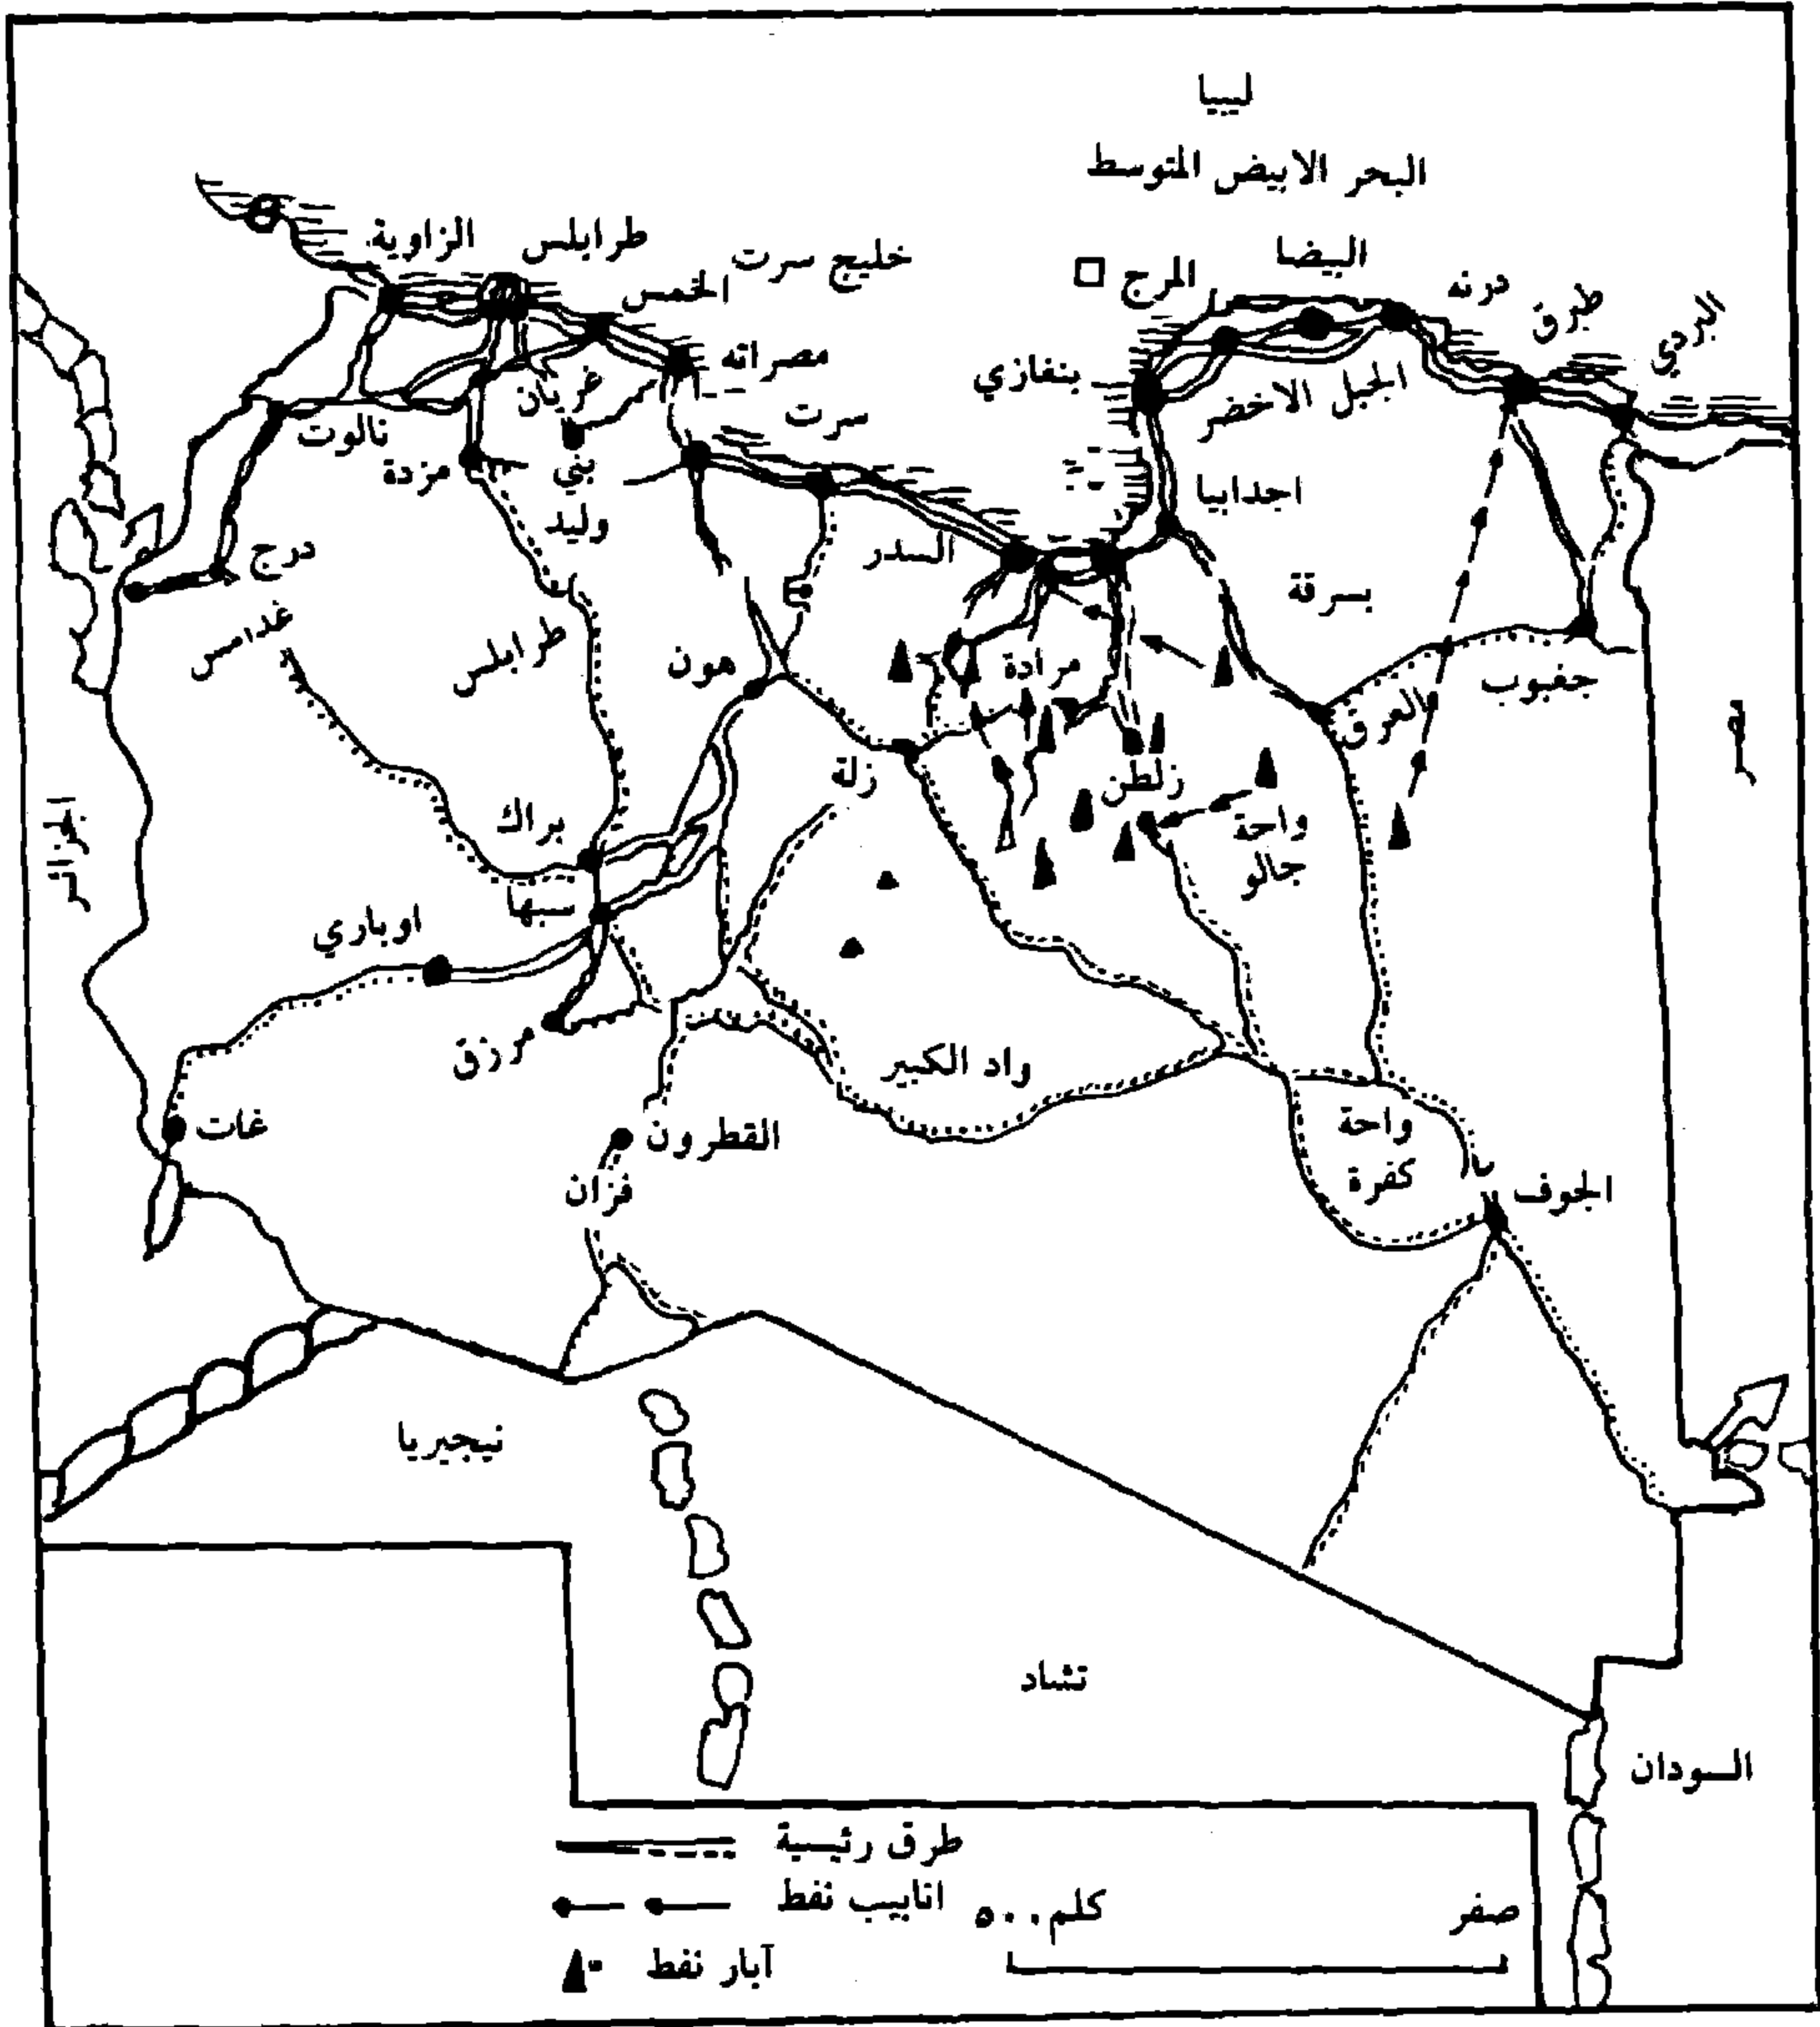 ليبيا
البحر الابيض المتوسط
الزاوية
طرابلس
خليج سرت
الخمس
المرج
البيضا
درنه
طبرق
البردي
مصراته
بنغازي
الجبل الاخضر
غريان
نالوت
مزدة
بني
وليد
سرت
اجدابيا
السدر
درج
غدامس
طرابلس
هون
مرادة
برقة
جغبوب
العرق
زلة
زلطن
واحة
جالو
براك
سبها
اوباري
مرزق
واد الكبير
غات
القطرون
فزان
واحة
كفرة
الجوف
نيجيريا
تشاد
السودان
طرق رئيسية
انابيب نفط
آبار نفط
كلم ٥٠٠
صفر